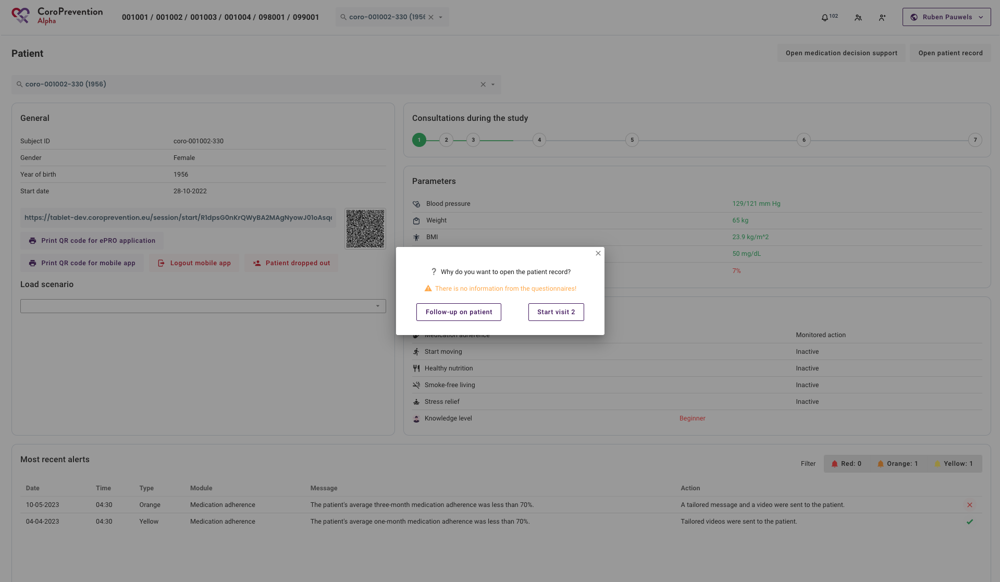 CoroPrevention
Alpha
001001 / 001002 / 001003 / 001004 / 098001 / 099001
coro-001002-330 (1956
102
Ruben Pauwels
Patient
Open medication decision support
Open patient record
coro-001002-330 (1956)
General
Subject ID coro-001002-330
Gender Female
Year of birth 1956
Start date 28-10-2022
https://tablet-dev.coroprevention.eu/session/start/R1dpsG0nKrQWyBA2MAgNyowJ01oAsq
Print QR code for ePRO application
Print QR code for mobile app
Logout mobile app
Patient dropped out
Load scenario
Consultations during the study
1 2 3 4 5 6 7
Parameters
Blood pressure 129/121 mm Hg
Weight 65 kg
BMI 23.9 kg/m^2
50 mg/dL
7%
Why do you want to open the patient record?
There is no information from the questionnaires!
Follow-up on patient
Start visit 2
Medication adherence Monitored action
Start moving Inactive
Healthy nutrition Inactive
Smoke-free living Inactive
Stress relief Inactive
Knowledge level Beginner
Most recent alerts
Filter Red: 0 Orange: 1 Yellow: 1
Date Time Type Module Message Action
10-05-2023 04:30 Orange Medication adherence The patient's average three-month medication adherence was less than 70%. A tailored message and a video were sent to the patient.
04-04-2023 04:30 Yellow Medication adherence The patient's average one-month medication adherence was less than 70%. Tailored videos were sent to the patient.